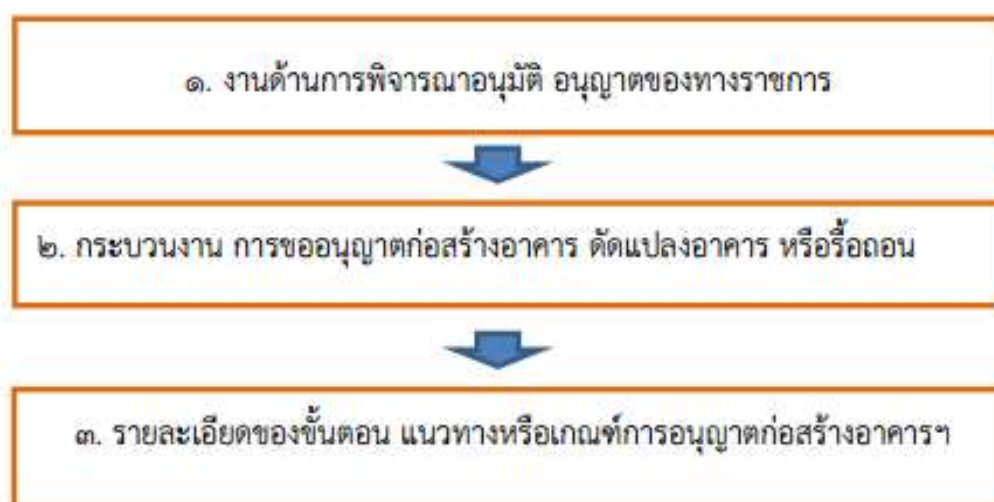 ๑. งานด้านการพิจารณาอนุมัติ อนุญาตของทางราชการ
๒. กระบวนงาน การขออนุญาตก่อสร้างอาคาร ดัดแปลงอาคาร หรือรื้อถอน
๓. รายละเอียดของขั้นตอน แนวทางหรือเกณฑ์การอนุญาตก่อสร้างอาคารฯ